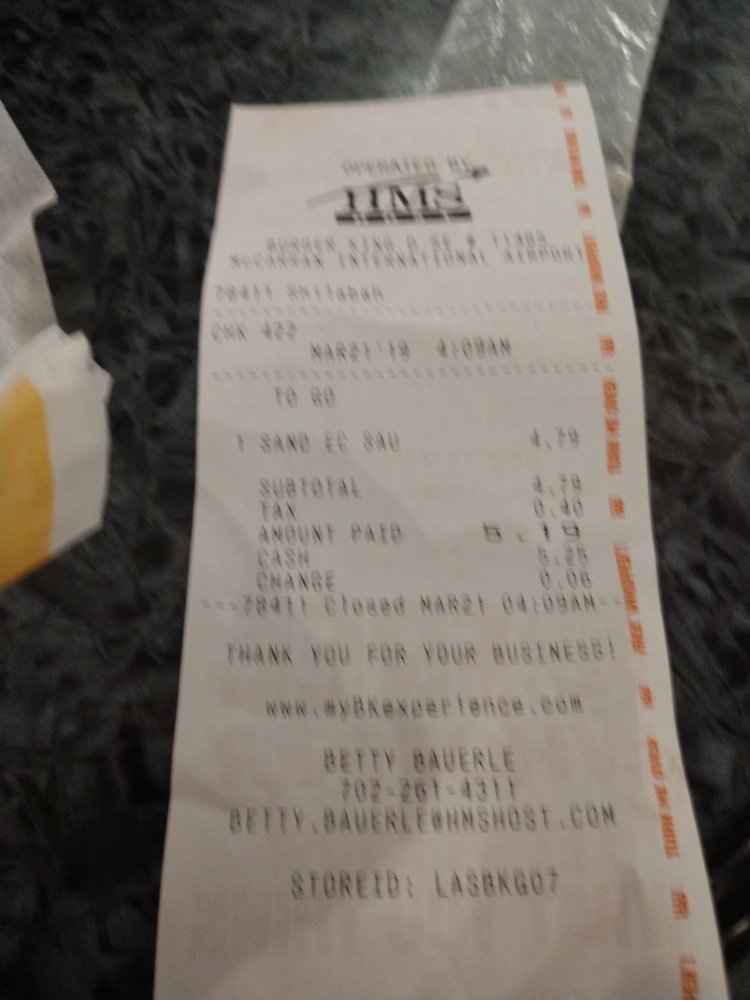 OPERATED BY
HMS
BURGER KING D GE # 11485
McCARRAN INTERNATIONAL AIRPORT
78411 Shitabah
CHK 422
MAR21'19 4:09AM
TO GO
1 SAND EC SAU 4.79
SUBTOTAL 4.79
TAX 0.40
AMOUNT PAID 5.19
CASH 5.25
CHANGE 0.06
---78411 Closed MAR21 04:09AM---
THANK YOU FOR YOUR BUSINESS!
www.myBKexperience.com
BETTY BAUERLE
702-261-4311
BETTY.BAUERLE@HMSHOST.COM
STOREID: LASBKG07